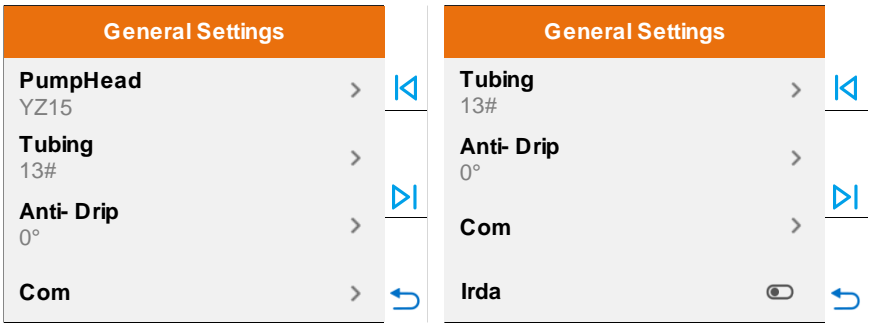 General Settings
PumpHead
YZ15
Tubing
13#
Anti- Drip
0°
Com
General Settings
Tubing
13#
Anti- Drip
0°
Com
Irda